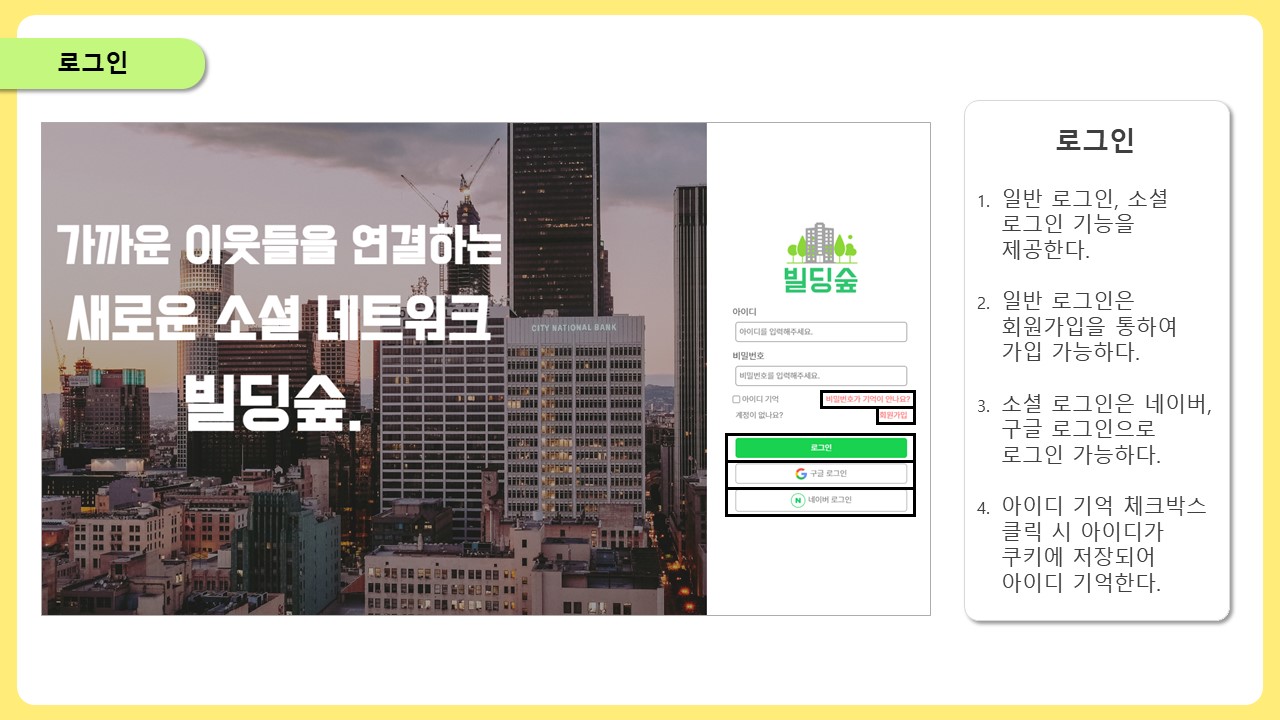 로그인
가까운 이웃들을 연결하는
새로운 소셜 네트워크
빌딩숲.
CITY NATIONAL BANK
빌딩숲
아이디
아이디를 입력해주세요.
비밀번호
비밀번호를 입력해주세요.
아이디 기억
비밀번호가 기억이 안나요?
계정이 없나요?
회원가입
로그인
구글 로그인
N 네이버 로그인
로그인
1. 일반 로그인, 소셜
로그인 기능을
제공한다.
2. 일반 로그인은
회원가입을 통하여
가입 가능하다.
3. 소셜 로그인은 네이버,
구글 로그인으로
로그인 가능하다.
4. 아이디 기억 체크박스
클릭 시 아이디가
쿠키에 저장되어
아이디 기억한다.